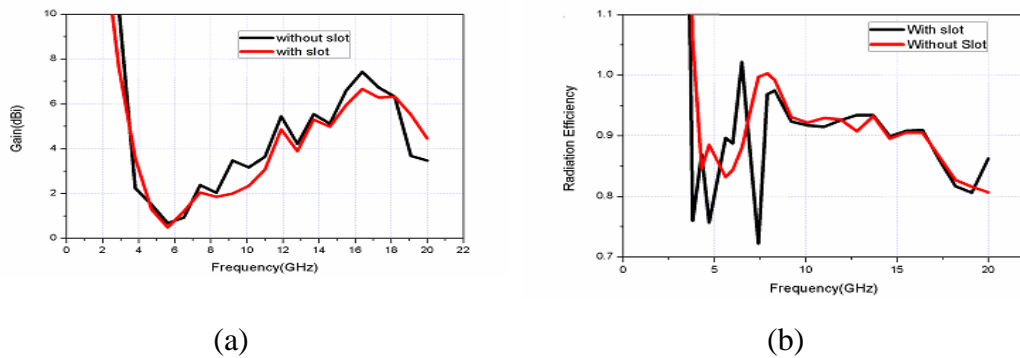 10
8
6
4
2
0
Gain(dBi)
without slot
with slot
0 2 4 6 8 10 12 14 16 18 20 22
Frequency(GHz)
(a)
1.1
1.0
0.9
0.8
0.7
Radiation Efficiency
With slot
Without Slot
0 5 10 15 20
Frequency(GHz)
(b)